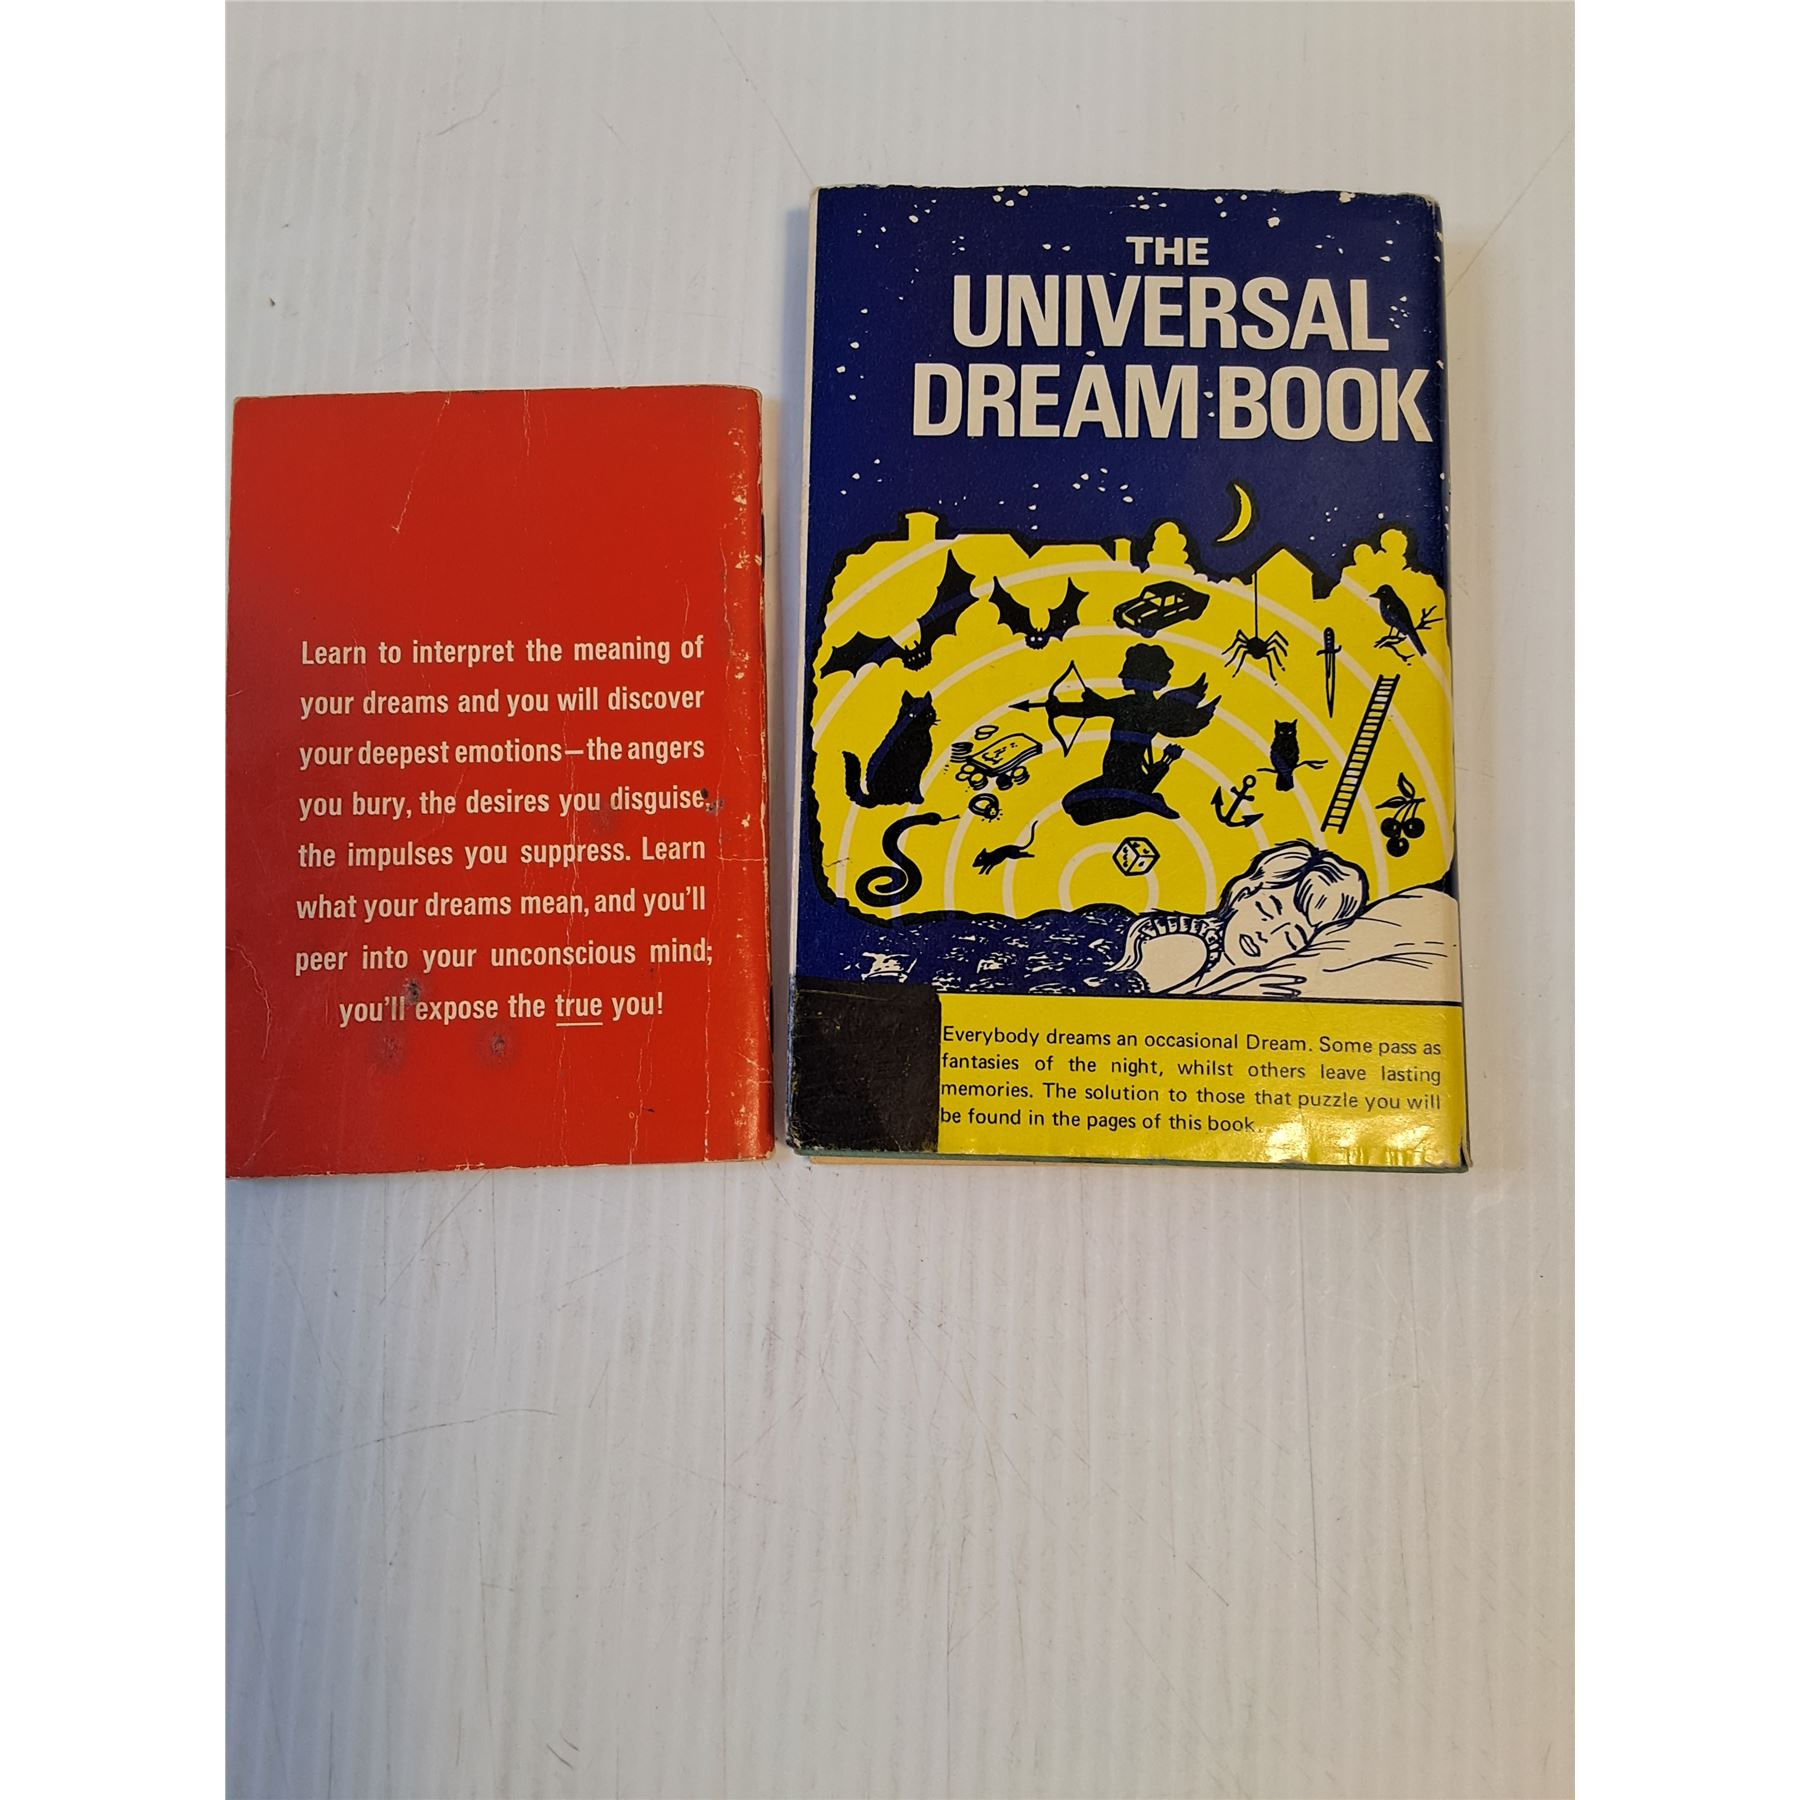 Learn to interpret the meaning of
your dreams and you will discover
your deepest emotions—the angers
you bury, the desires you disguise,
the impulses you suppress. Learn
what your dreams mean, and you'll
peer into your unconscious mind;
you'll expose the true you!
THE
UNIVERSAL
DREAM BOOK
Everybody dreams an occasional Dream. Some pass as
fantasies of the night, whilst others leave lasting
memories. The solution to those that puzzle you will
be found in the pages of this book.